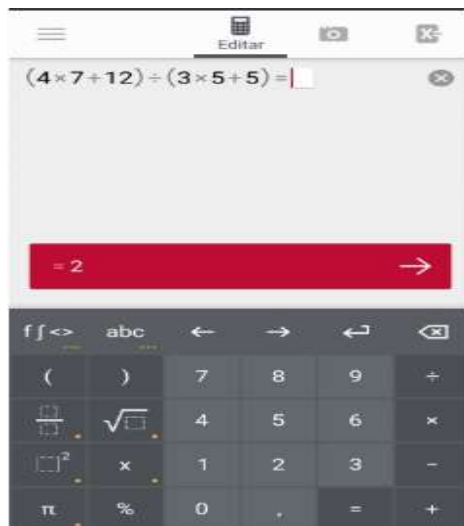 Editar
(4×7+12)÷(3×5+5)=
= 2
f∫<> abc ← → ↵ ⌫
( ) 7 8 9 ÷
√ 4 5 6 ×
² x 1 2 3 −
π % 0 , = +